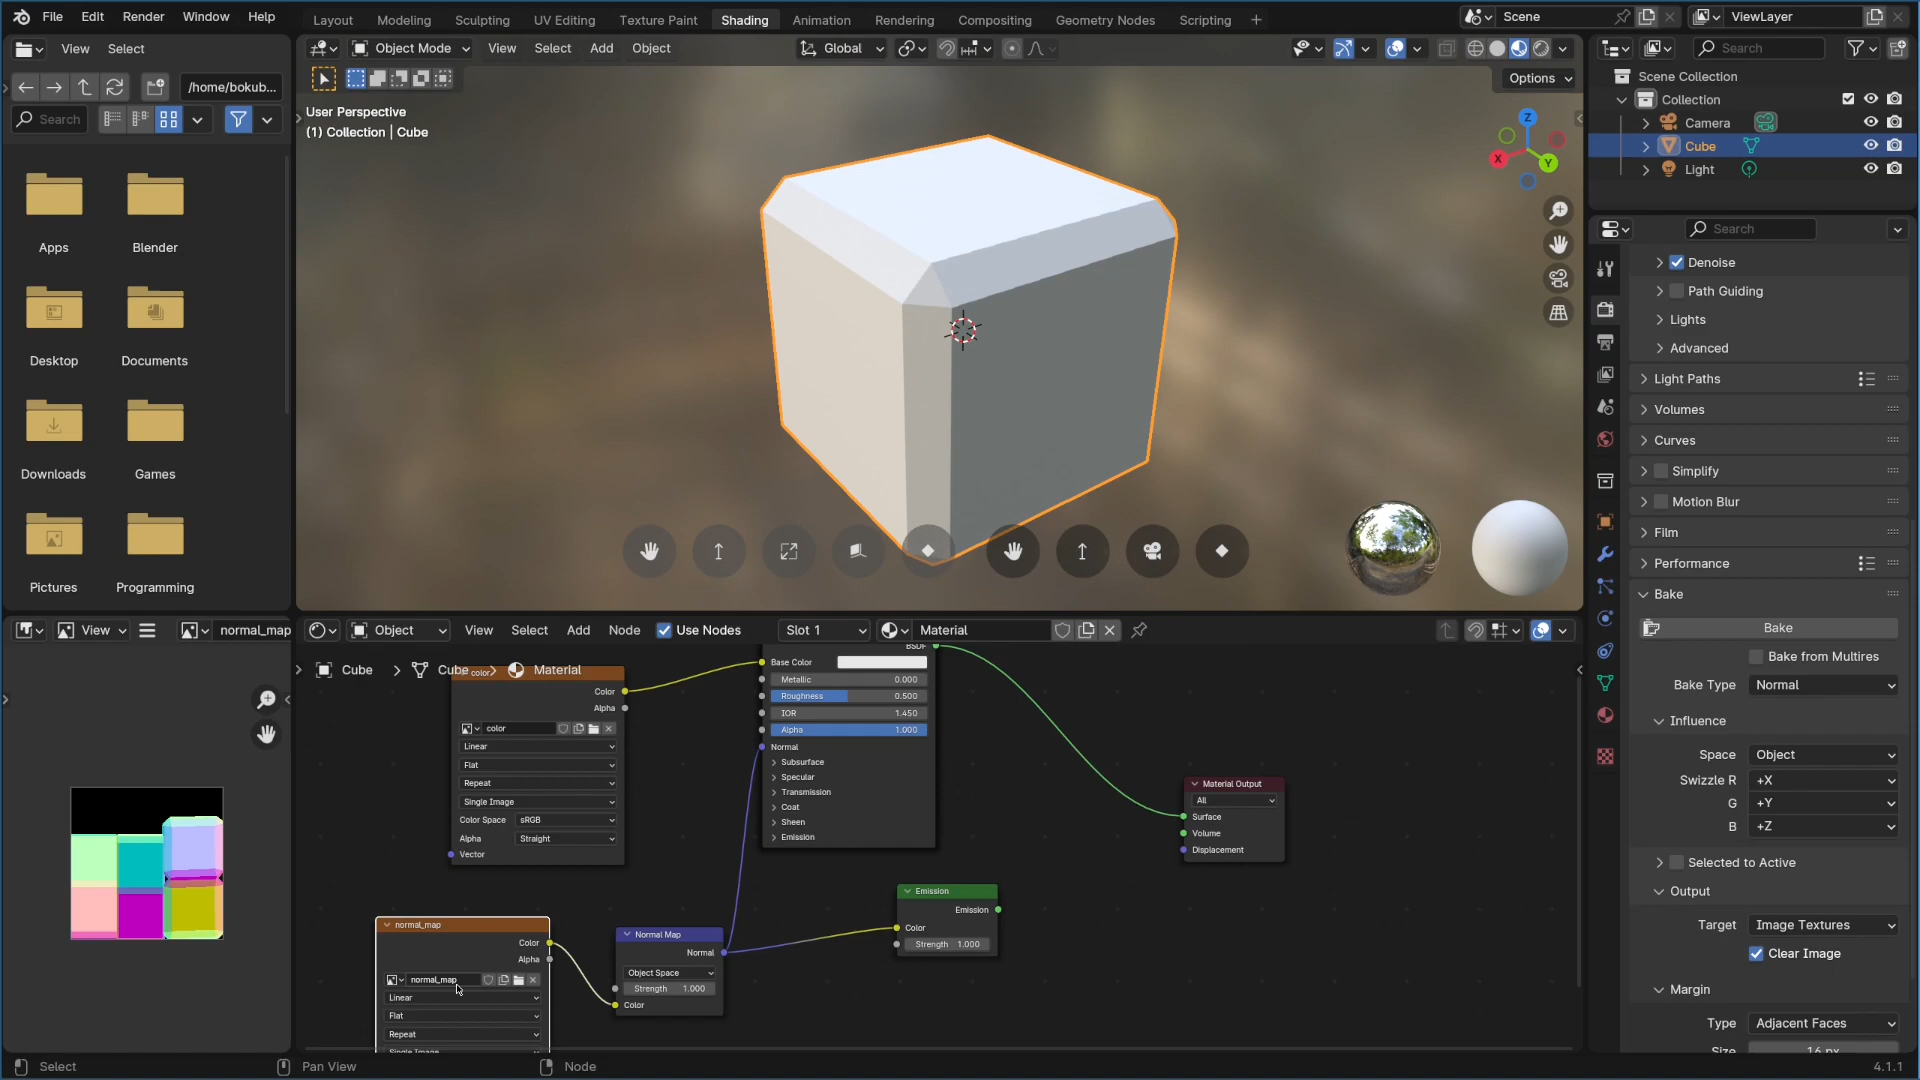 File Edit Render Window Help
Layout Modeling Sculpting UV Editing Texture Paint Shading Animation Rendering Compositing Geometry Nodes Scripting +
Scene
ViewLayer
View Select
Object Mode View Select Add Object
Global
Search
/home/bokub...
Options
Search
User Perspective
(1) Collection | Cube
Z
X
Y
Scene Collection
Collection
Camera
Cube
Light
Apps
Blender
Desktop
Documents
Downloads
Games
Pictures
Programming
Search
Denoise
Path Guiding
Lights
Advanced
Light Paths
Volumes
Curves
Simplify
Motion Blur
Film
Performance
Bake
Bake
Bake from Multires
Bake Type Normal
Influence
Space Object
Swizzle R +X
G +Y
B +Z
Selected to Active
Output
Target Image Textures
Clear Image
Margin
Type Adjacent Faces
Size 16 px
View
normal_map
Object View Select Add Node Use Nodes Slot 1 Material
Cube > Cube > Material
color
Color
Alpha
color
Linear
Flat
Repeat
Single Image
Color Space sRGB
Alpha Straight
Vector
BSDF
Base Color
Metallic 0.000
Roughness 0.500
IOR 1.450
Alpha 1.000
Normal
Subsurface
Specular
Transmission
Coat
Sheen
Emission
Material Output
All
Surface
Volume
Displacement
Emission
Emission
Color
Strength 1.000
normal_map
Color
Alpha
normal_map
Linear
Flat
Repeat
Single Image
Normal Map
Normal
Object Space
Strength 1.000
Color
Select
Pan View
Node
4.1.1